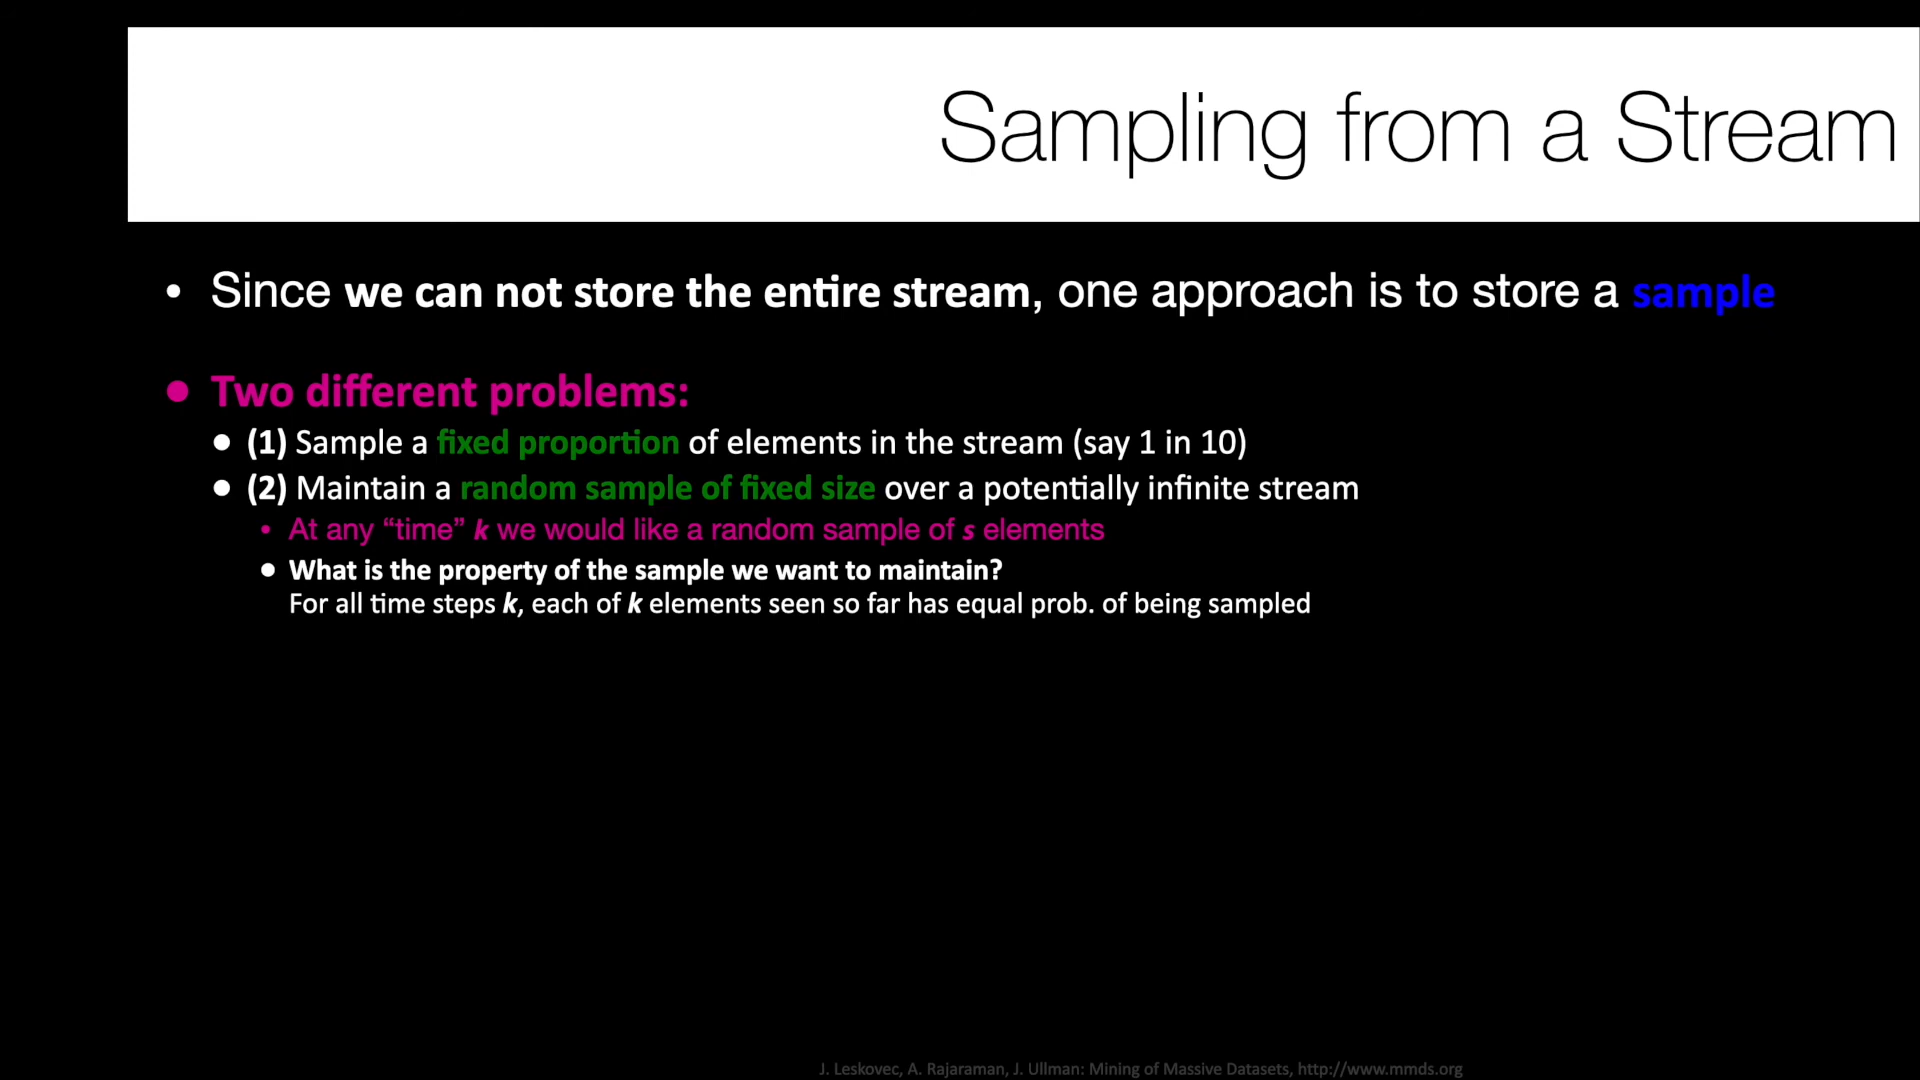 Sampling from a Stream
• Since we can not store the entire stream, one approach is to store a sample
• Two different problems:
• (1) Sample a fixed proportion of elements in the stream (say 1 in 10)
• (2) Maintain a random sample of fixed size over a potentially infinite stream
• At any “time” k we would like a random sample of s elements
• What is the property of the sample we want to maintain?
For all time steps k, each of k elements seen so far has equal prob. of being sampled
J. Leskovec, A. Rajaraman, J. Ullman: Mining of Massive Datasets, http://www.mmds.org